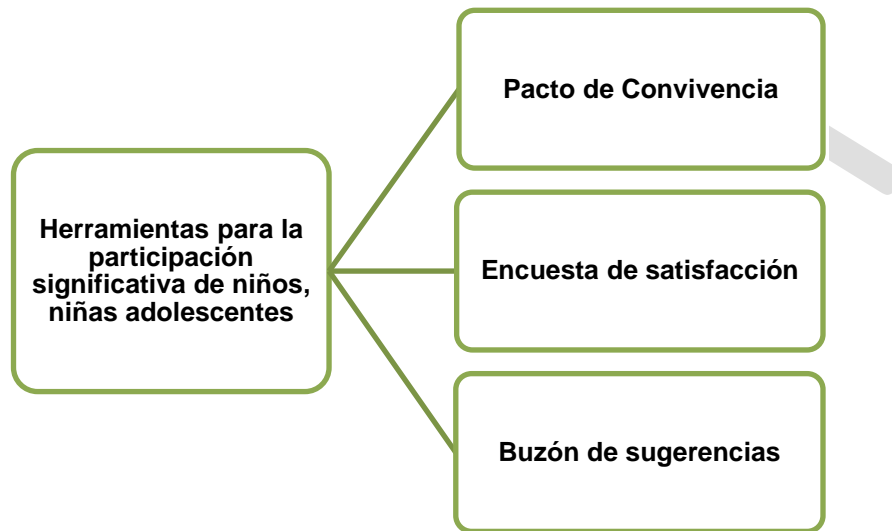 Herramientas para la
participación
significativa de niños,
niñas adolescentes
Pacto de Convivencia
Encuesta de satisfacción
Buzón de sugerencias